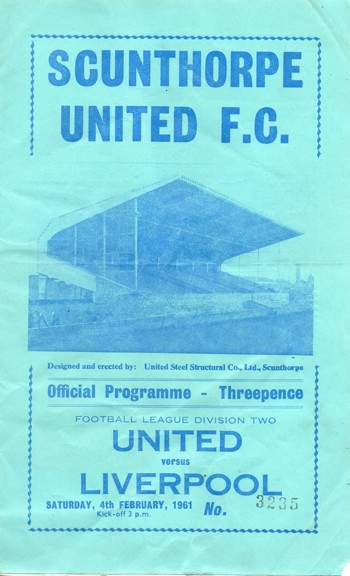 SCUNTHORPE
UNITED F.C.
Designed and erected by: United Steel Structural Co., Ltd., Scunthorpe
Official Programme - Threepence
FOOTBALL LEAGUE DIVISION TWO
UNITED
versus
LIVERPOOL
SATURDAY, 4th FEBRUARY, 1961 No. 3235
Kick-off 3 p.m.